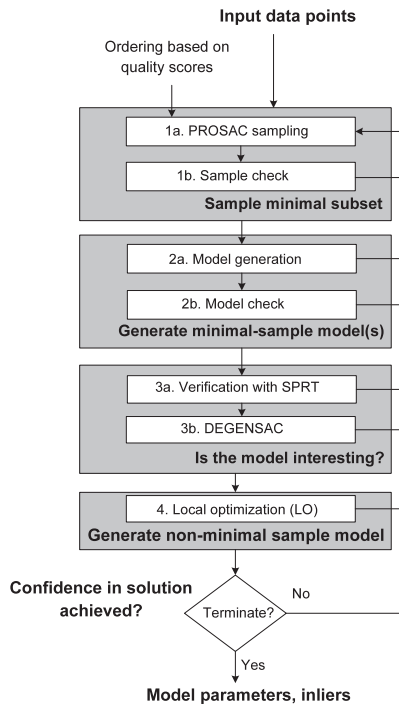 Input data points
Ordering based on
quality scores
1a. PROSAC sampling
1b. Sample check
Sample minimal subset
2a. Model generation
2b. Model check
Generate minimal-sample model(s)
3a. Verification with SPRT
3b. DEGENSAC
Is the model interesting?
4. Local optimization (LO)
Generate non-minimal sample model
Confidence in solution
achieved?
Terminate?
No
Yes
Model parameters, inliers